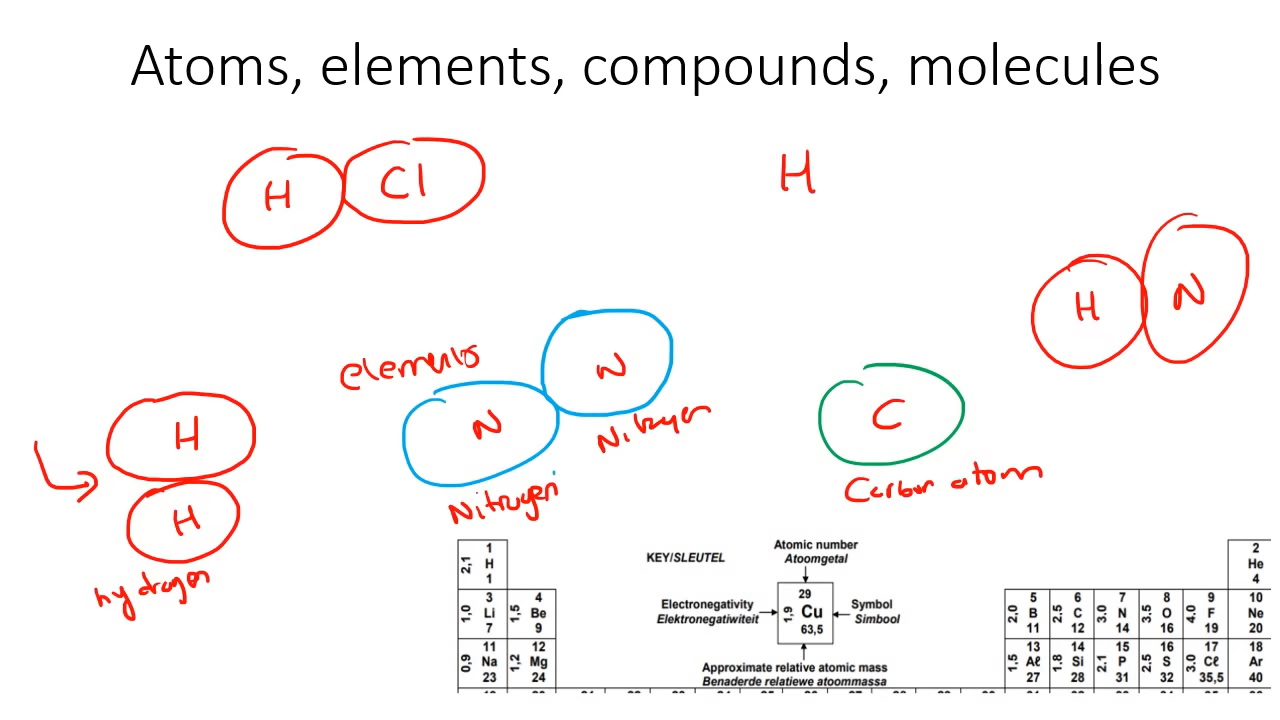 Atoms, elements, compounds, molecules
H Cl
H
H N
elements
N
N
Nitrogen
Nitrogen
C
Carbon atom
H
H
hydrogen
KEY/SLEUTEL
Atomic number
Atoomgetal
Electronegativity
Elektronegatiwiteit
29
1,9 Cu
63,5
Symbol
Simbool
Approximate relative atomic mass
Benaderde relatiewe atoommassa
1 2
2,1 H He
1 4
3 4 5 6 7 8 9 10
1,0 Li 1,5 Be 2,0 B 2,5 C 3,0 N 3,5 O 4,0 F Ne
7 9 11 12 14 16 19 20
11 12 13 14 15 16 17 18
0,9 Na 1,2 Mg 1,5 Aℓ 1,8 Si 2,1 P 2,5 S 3,0 Cℓ Ar
23 24 27 28 31 32 35,5 40